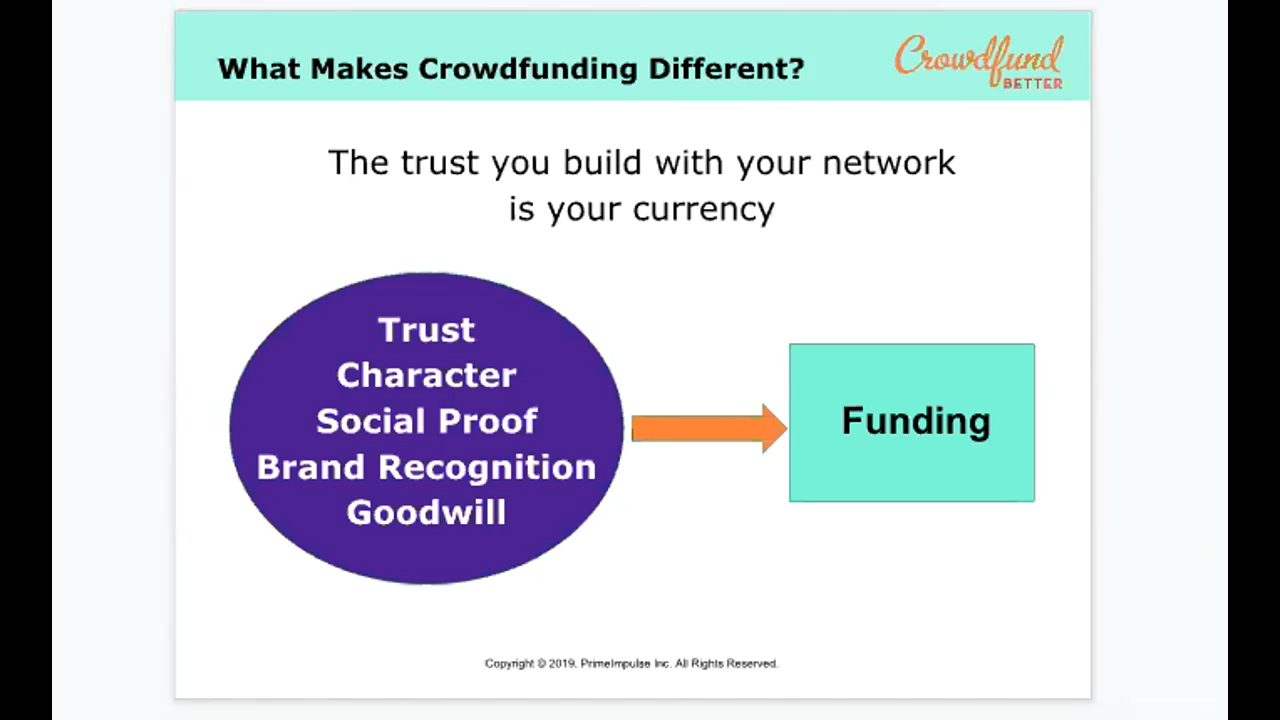 What Makes Crowdfunding Different?
Crowdfund
BETTER
The trust you build with your network
is your currency
Trust
Character
Social Proof
Brand Recognition
Goodwill
Funding
Copyright © 2019, PrimeImpulse Inc. All Rights Reserved.